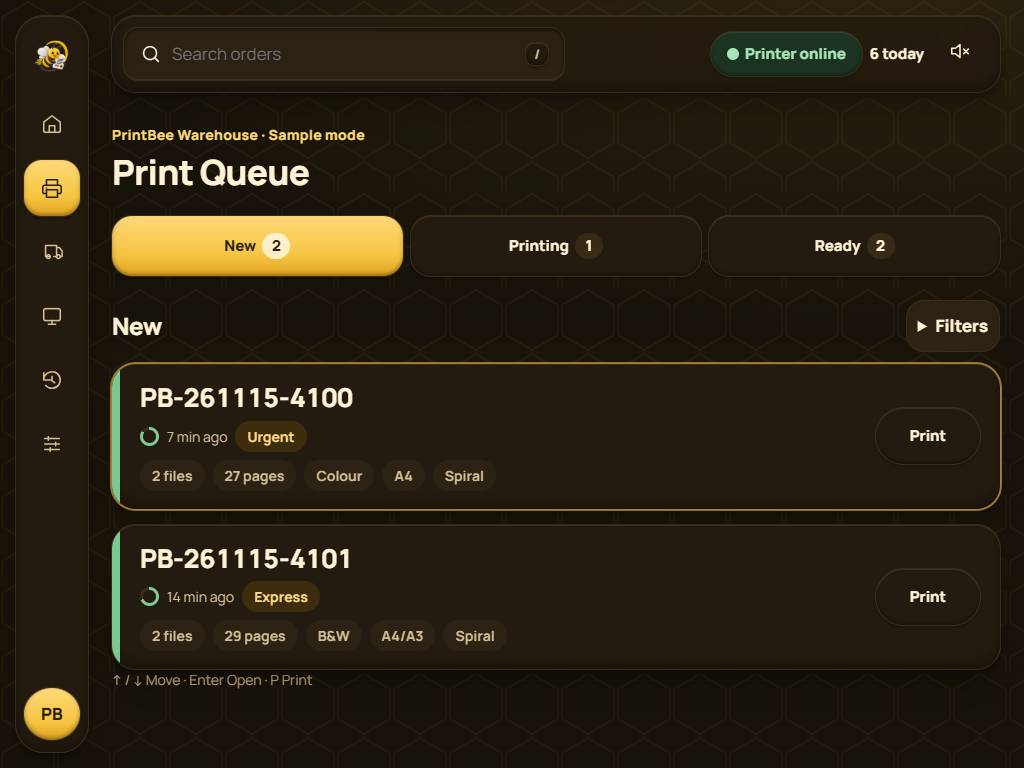 Search orders /
Printer online 6 today
PrintBee Warehouse · Sample mode
Print Queue
New 2
Printing 1
Ready 2
New
▶ Filters
PB-261115-4100
7 min ago Urgent
2 files 27 pages Colour A4 Spiral
Print
PB-261115-4101
14 min ago Express
2 files 29 pages B&W A4/A3 Spiral
Print
↑ / ↓ Move · Enter Open · P Print
PB